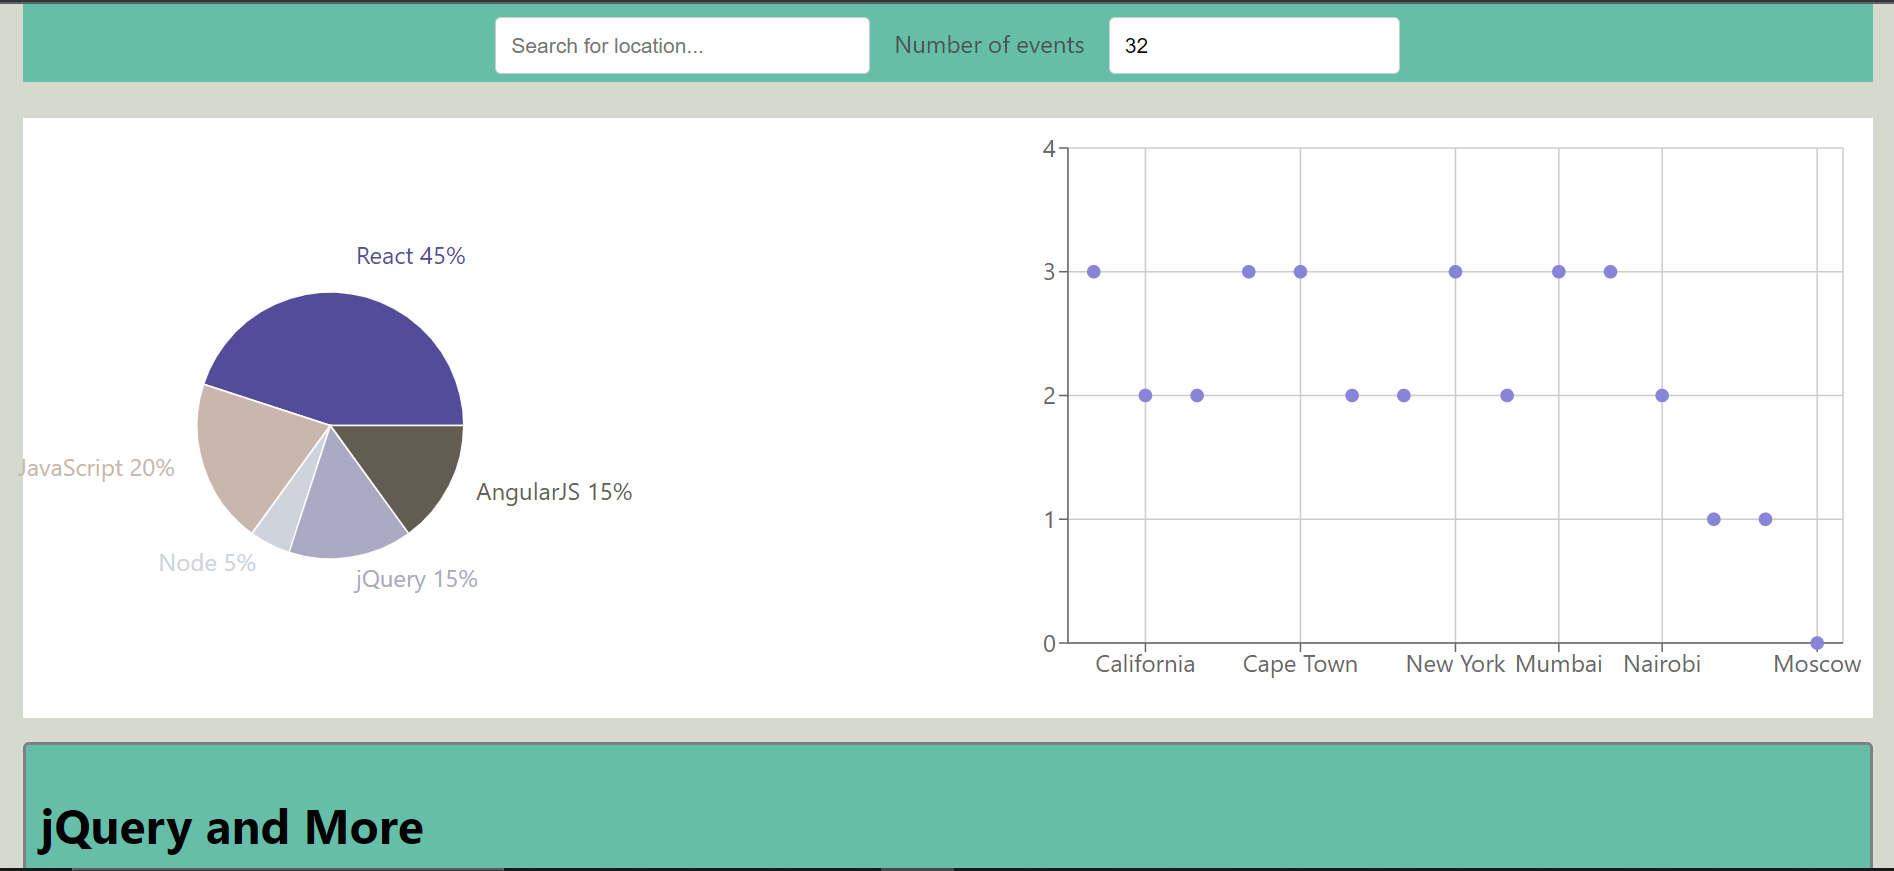 Search for location...
Number of events
32
React 45%
JavaScript 20%
AngularJS 15%
Node 5%
jQuery 15%
4
3
2
1
0
California
Cape Town
New York
Mumbai
Nairobi
Moscow
jQuery and More